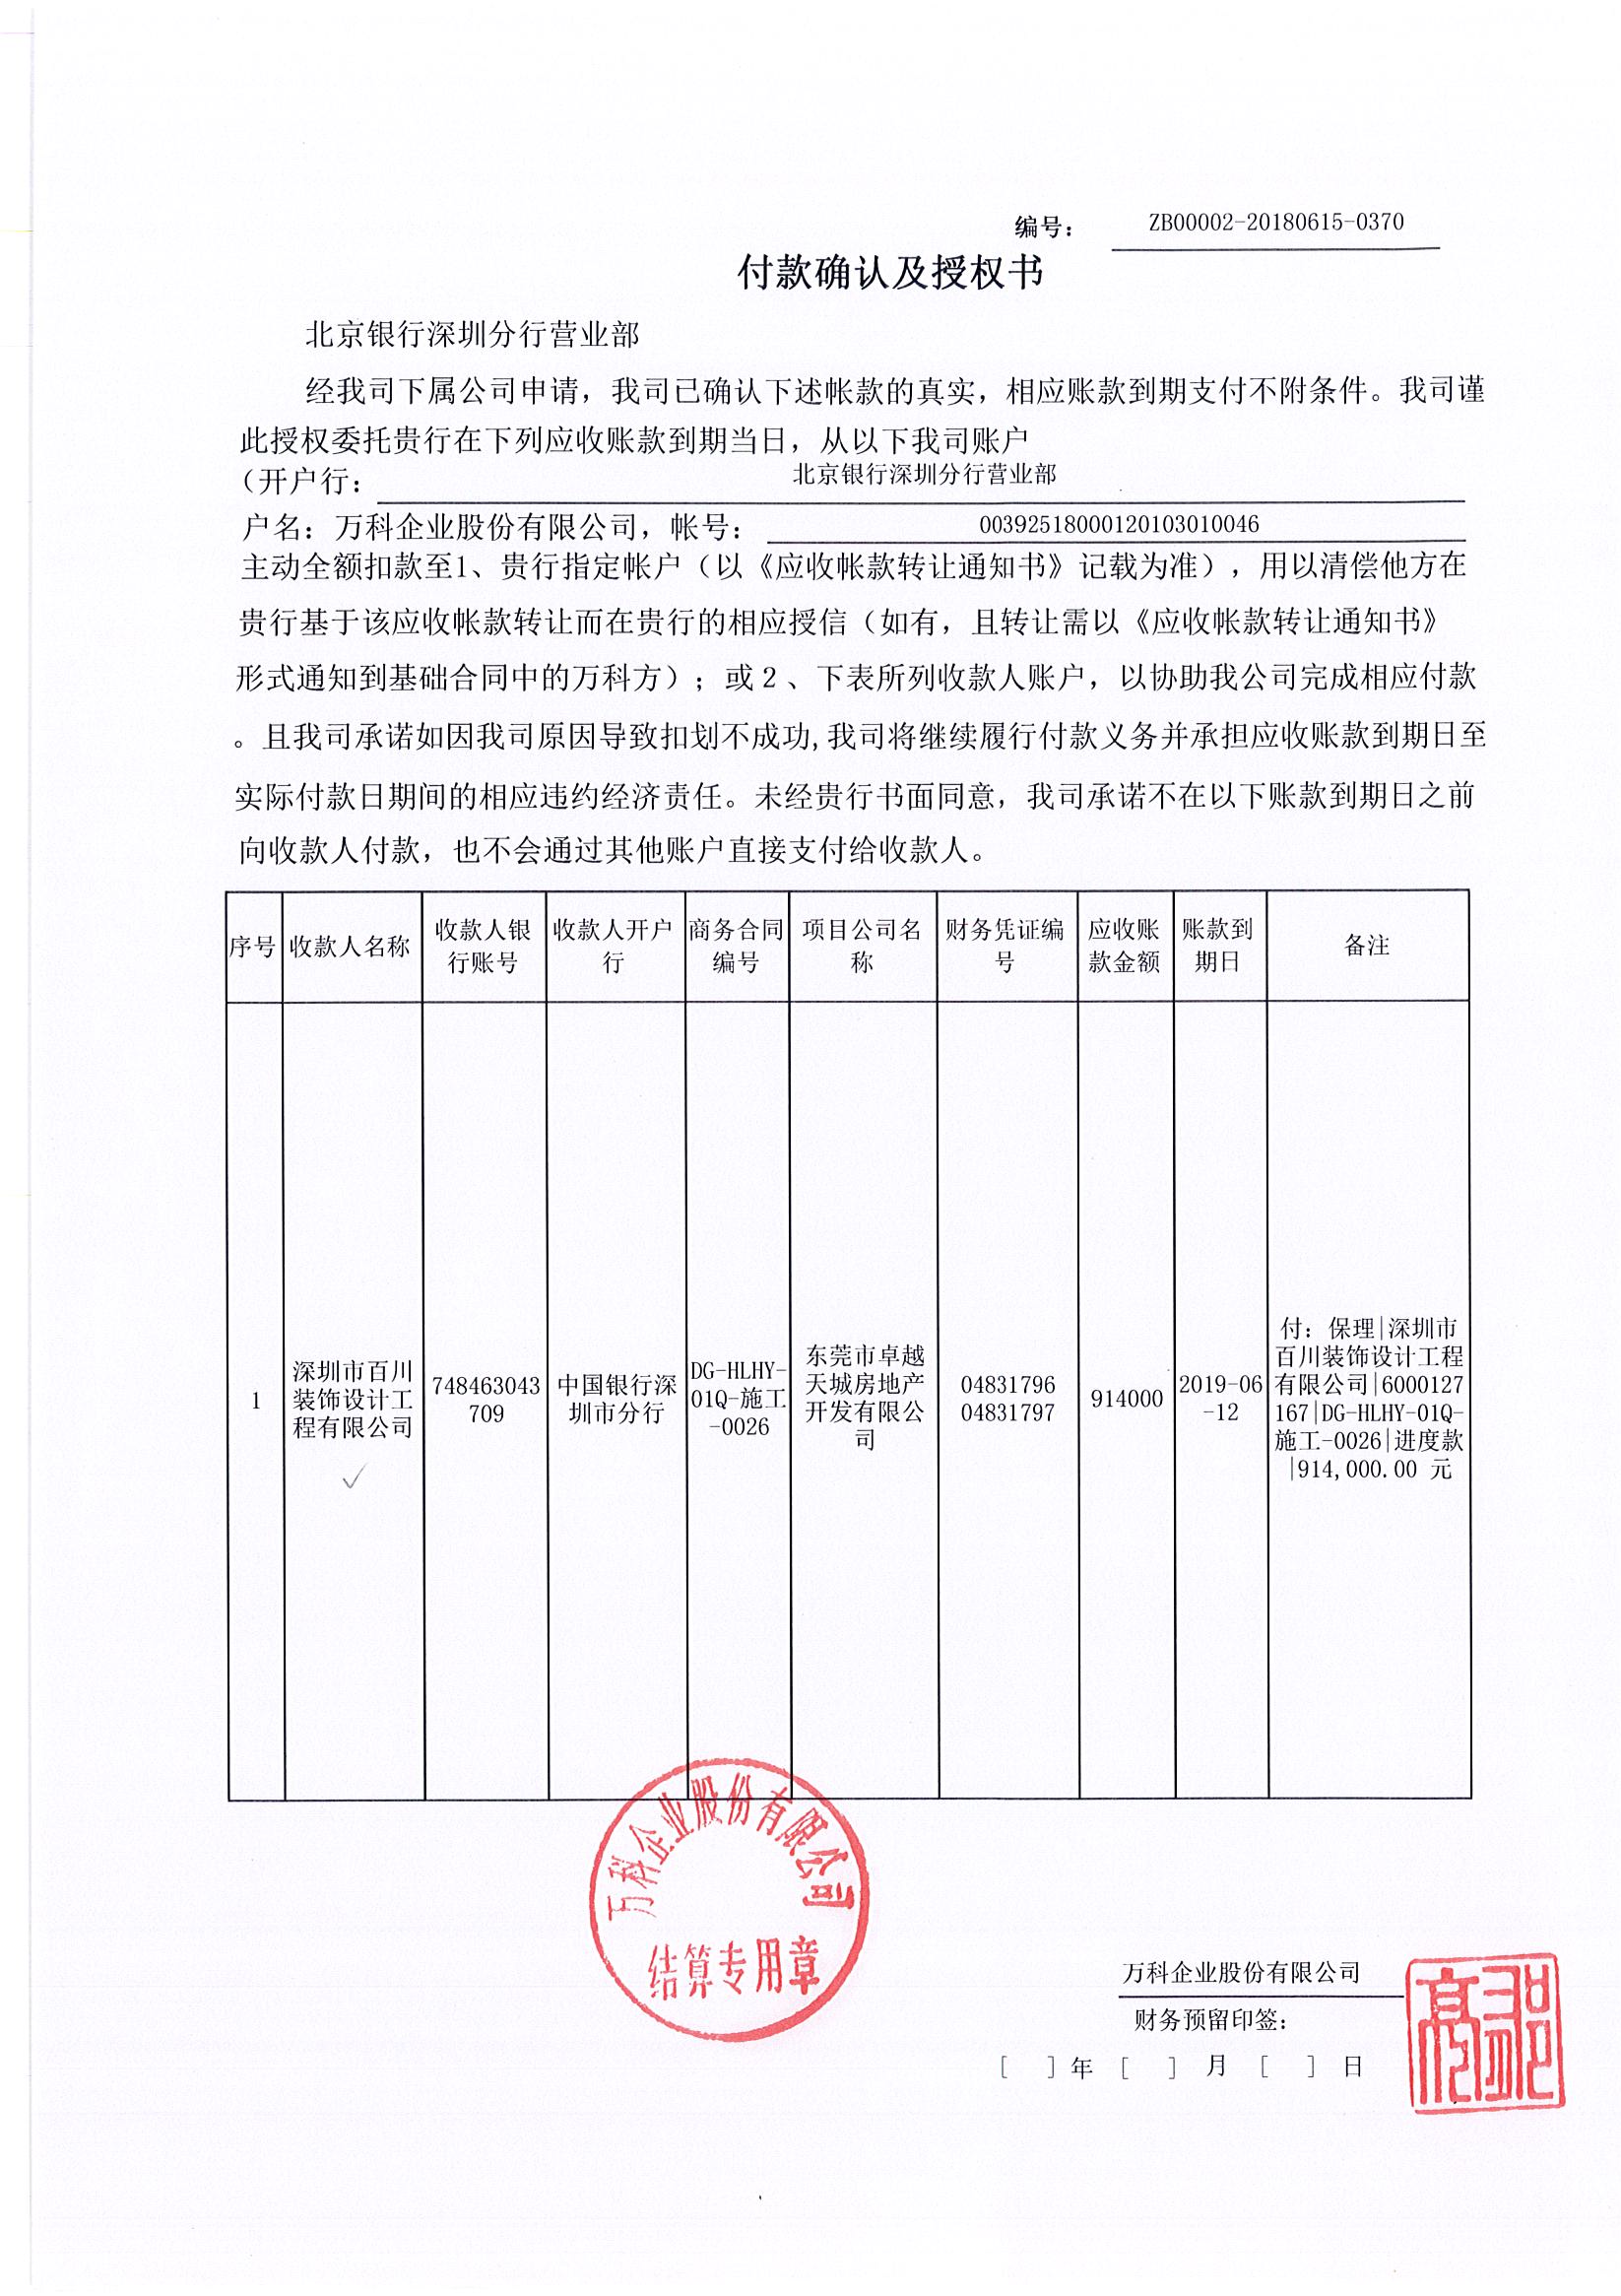 编号： ZB00002-20180615-0370
付款确认及授权书
北京银行深圳分行营业部
经我司下属公司申请，我司已确认下述帐款的真实，相应账款到期支付不附条件。我司谨
此授权委托贵行在下列应收账款到期当日，从以下我司账户
（开户行： 北京银行深圳分行营业部
户名：万科企业股份有限公司，帐号： 00392518000120103010046
主动全额扣款至1、贵行指定帐户（以《应收帐款转让通知书》记载为准），用以清偿他方在
贵行基于该应收帐款转让而在贵行的相应授信（如有，且转让需以《应收帐款转让通知书》
形式通知到基础合同中的万科方）；或2、下表所列收款人账户，以协助我公司完成相应付款
。且我司承诺如因我司原因导致扣划不成功,我司将继续履行付款义务并承担应收账款到期日至
实际付款日期间的相应违约经济责任。未经贵行书面同意，我司承诺不在以下账款到期日之前
向收款人付款，也不会通过其他账户直接支付给收款人。
序号
收款人名称
收款人银
行账号
收款人开户
行
商务合同
编号
项目公司名
称
财务凭证编
号
应收账
款金额
账款到
期日
备注
1
深圳市百川
装饰设计工
程有限公司
748463043
709
中国银行深
圳市分行
DG-HLHY-
01Q-施工
-0026
东莞市卓越
天城房地产
开发有限公
司
04831796
04831797
914000
2019-06
-12
付：保理|深圳市
百川装饰设计工程
有限公司|6000127
167|DG-HLHY-01Q-
施工-0026|进度款
|914,000.00 元
万科企业股份有限公司
结算专用章
万科企业股份有限公司
财务预留印签：
[ ]年[ ]月[ ]日